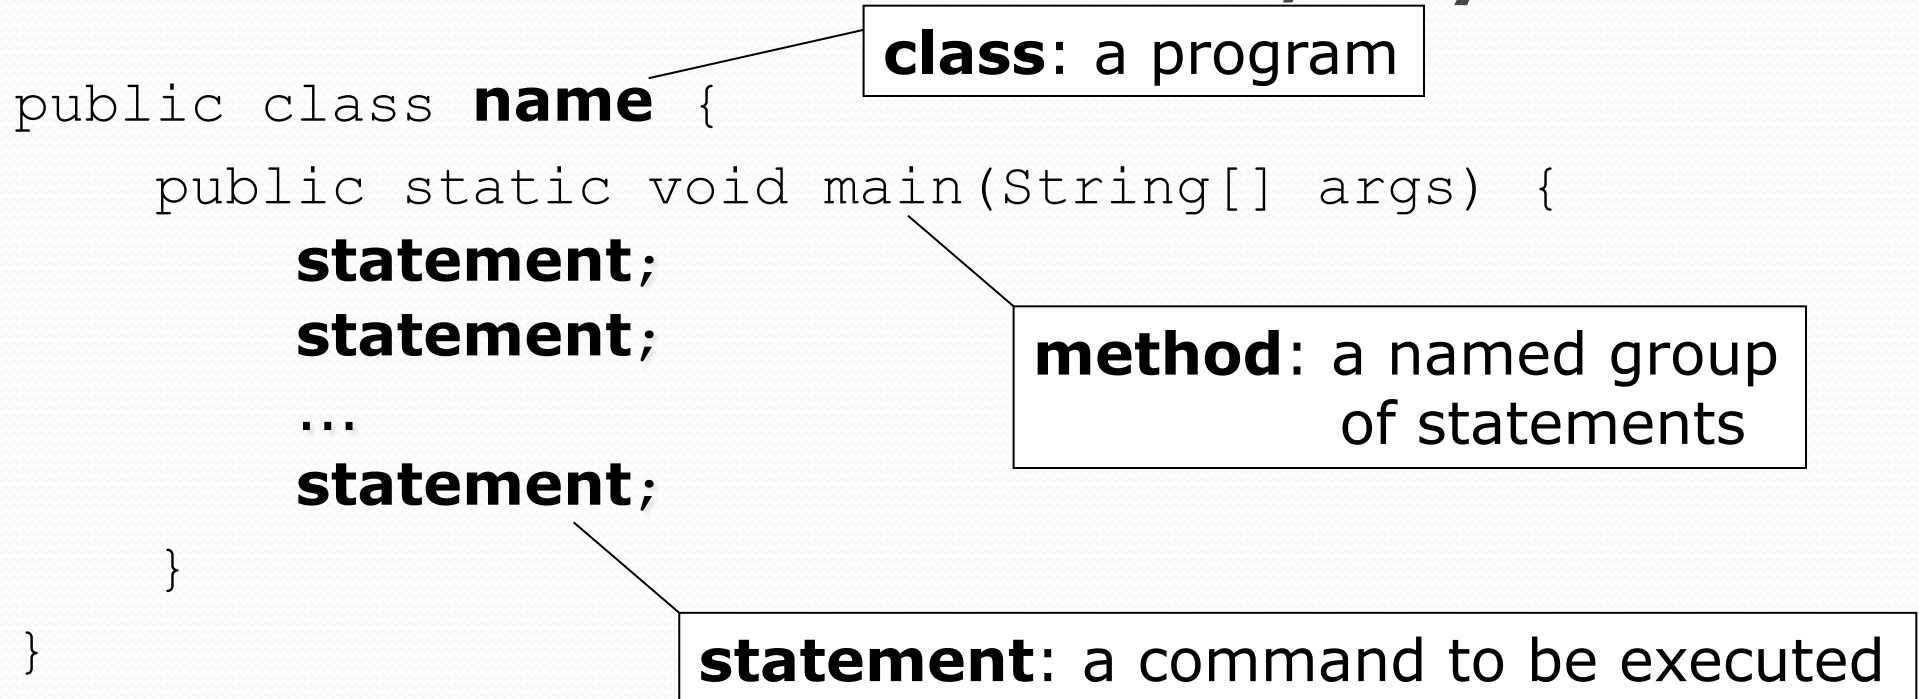 class: a program
public class name {
public static void main(String[] args) {
statement;
statement;
method: a named group
of statements
...
statement;
}
}
statement: a command to be executed